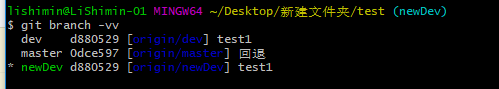 lishimin@LiShimin-01 MINGW64 ~/Desktop/新建文件夹/test (newDev)
$ git branch -vv
  dev    d880529 [origin/dev] test1
  master 0dce597 [origin/master] 回退
* newDev d880529 [origin/newDev] test1